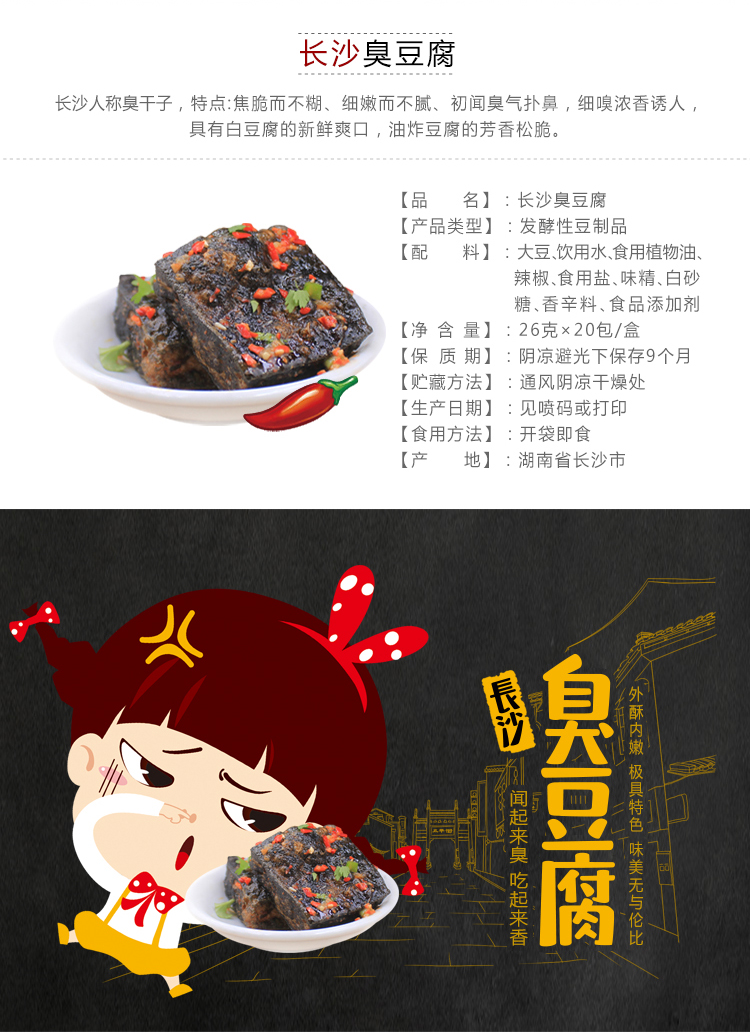 长沙臭豆腐
长沙人称臭干子，特点:焦脆而不糊、细嫩而不腻、初闻臭气扑鼻，细嗅浓香诱人，
具有白豆腐的新鲜爽口，油炸豆腐的芳香松脆。
【品　　名】：长沙臭豆腐
【产品类型】：发酵性豆制品
【配　　料】：大豆、饮用水、食用植物油、
辣椒、食用盐、味精、白砂
糖、香辛料、食品添加剂
【净 含 量】：26克×20包/盒
【保 质 期】：阴凉避光下保存9个月
【贮藏方法】：通风阴凉干燥处
【生产日期】：见喷码或打印
【食用方法】：开袋即食
【产　　地】：湖南省长沙市
長沙
臭豆腐
外酥内嫩 极具特色 味美无与伦比
闻起来臭 吃起来香